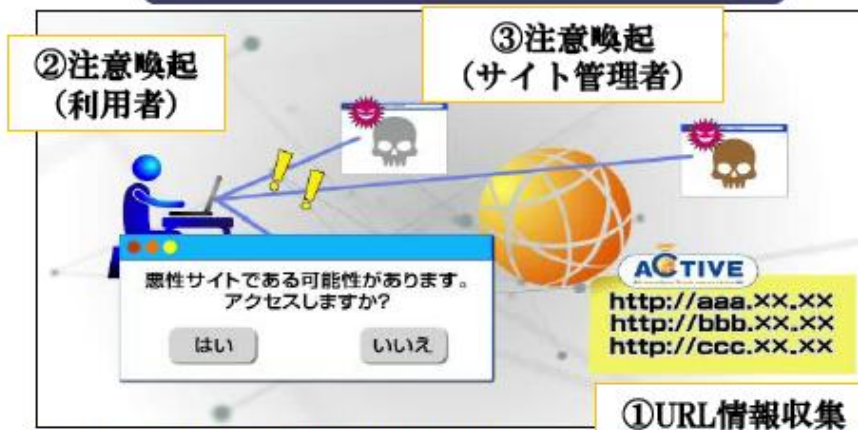 ②注意喚起
(利用者)
③注意喚起
(サイト管理者)
悪性サイトである可能性があります。
アクセスしますか?
はい
いいえ
ACTIVE
http://aaa.××.××
http://bbb.××.××
http://ccc.××.××
①URL情報収集